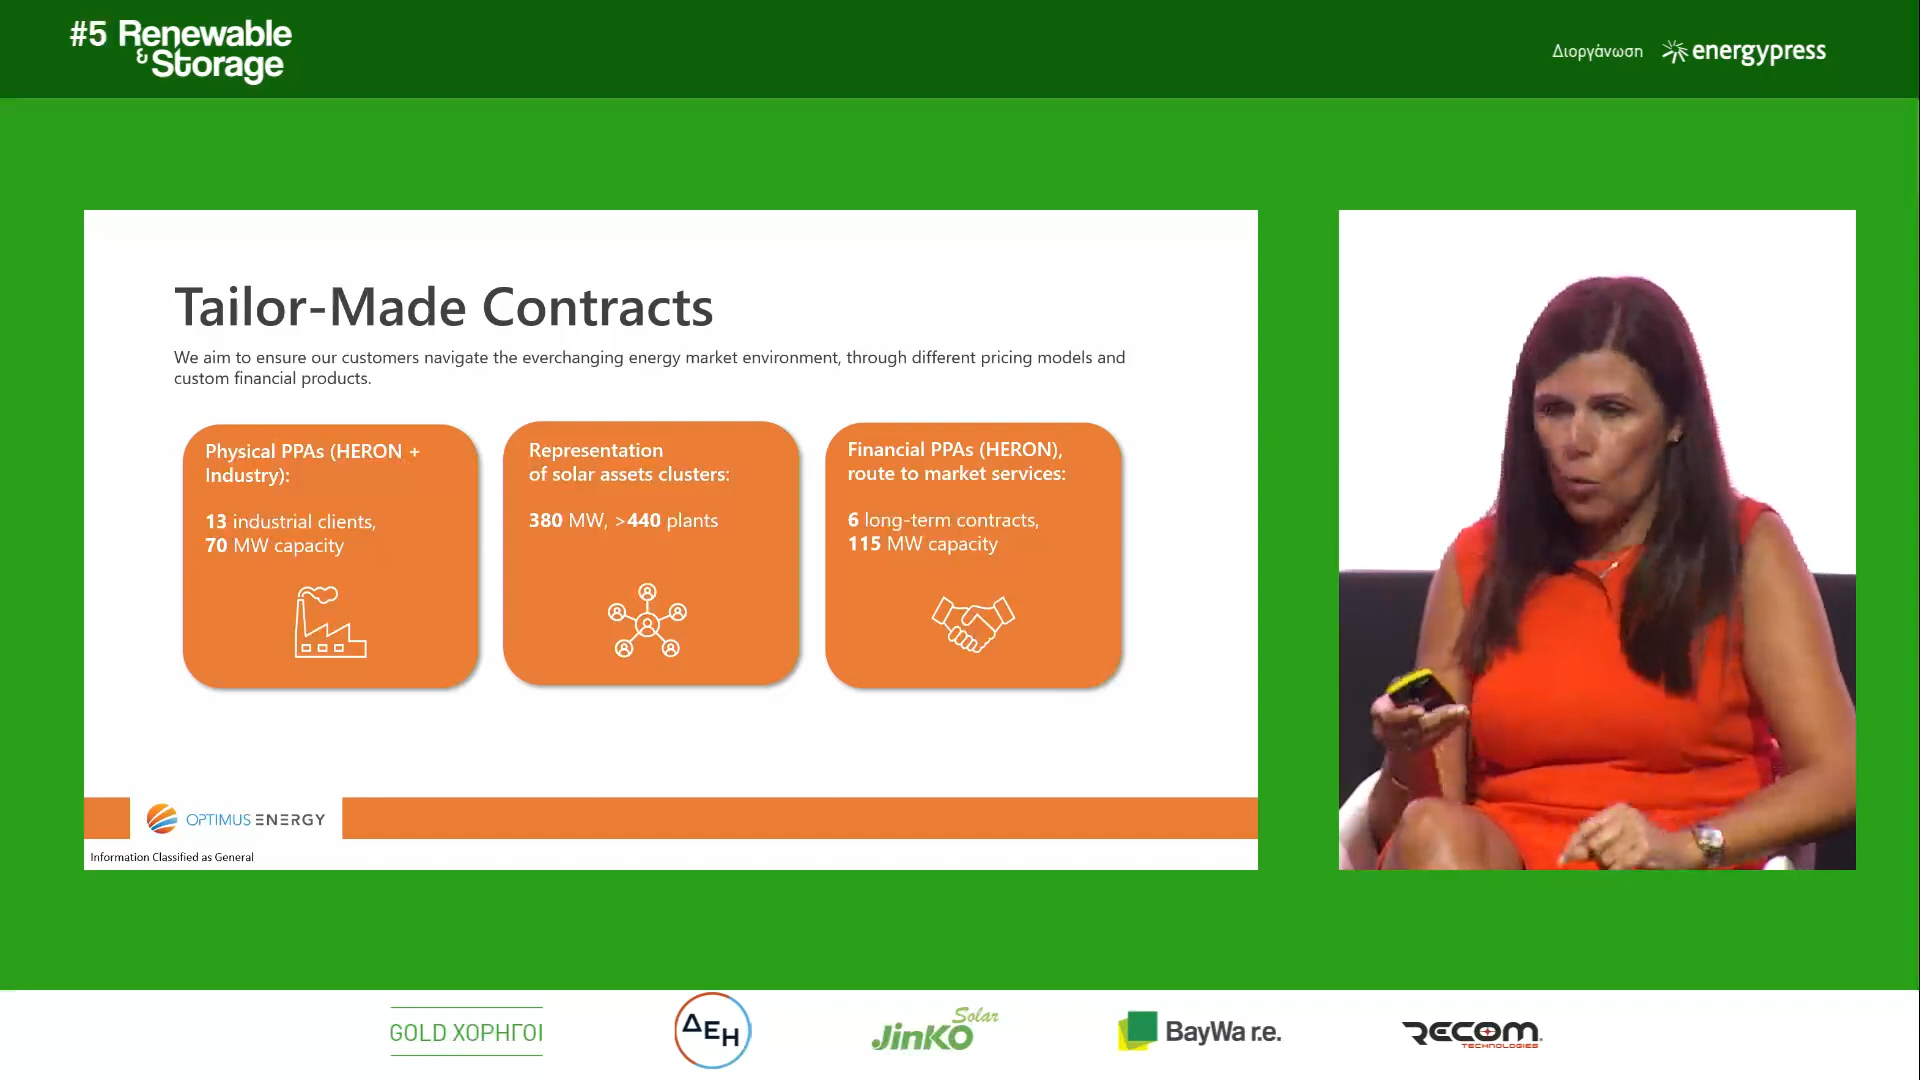 #5 Renewable
& Storage
Διοργάνωση energypress
Tailor-Made Contracts
We aim to ensure our customers navigate the everchanging energy market environment, through different pricing models and
custom financial products.
Physical PPAs (HERON +
Industry):
13 industrial clients,
70 MW capacity
Representation
of solar assets clusters:
380 MW, >440 plants
Financial PPAs (HERON),
route to market services:
6 long-term contracts,
115 MW capacity
OPTIMUS ENERGY
Information Classified as General
GOLD ΧΟΡΗΓΟΙ
ΔΕΗ
JinKO Solar
BayWa r.e.
RECOM
TECHNOLOGIES